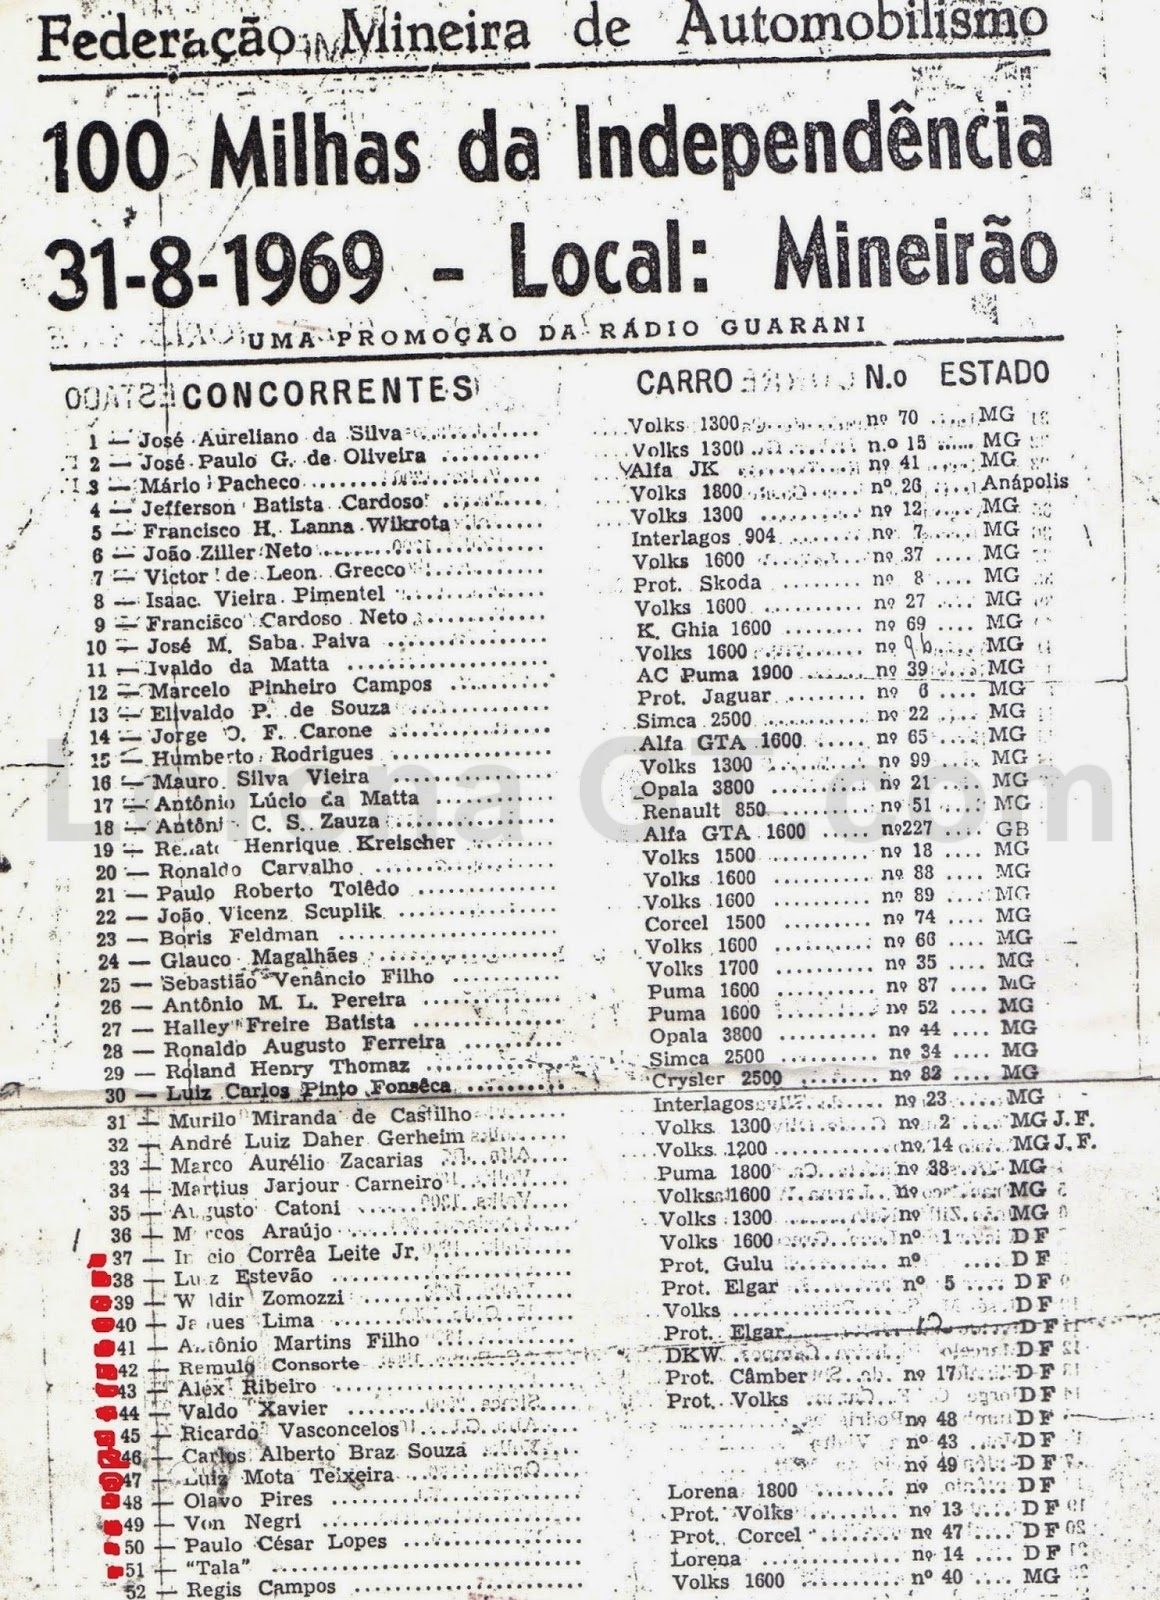 Federação Mineira de Automobilismo
100 Milhas da Independência
31-8-1969 - Local: Mineirão
UMA PROMOÇÃO DA RÁDIO GUARANI
CONCORRENTES CARRO N.o ESTADO
1 — José Aureliano da Silva Volks 1300 nº 70 MG
2 — José Paulo G. de Oliveira Volks 1300 n.o 15 MG
3 — Mário Pacheco Alfa JK nº 41 MG
4 — Jefferson Batista Cardoso Volks 1800 nº 26 Anápolis
5 — Francisco H. Lanna Wikrota Volks 1300 nº 12 MG
6 — João Ziller Neto Interlagos 904 nº 7 MG
7 — Victor de Leon Grecco Volks 1600 nº 37 MG
8 — Isaac Vieira Pimentel Prot. Skoda nº 8 MG
9 — Francisco Cardoso Neto Volks 1600 nº 27 MG
10 — José M. Saba Paiva K. Ghia 1600 nº 69 MG
11 — Ivaldo da Matta Volks 1600 nº 96 MG
12 — Marcelo Pinheiro Campos AC Puma 1900 nº 39 MG
13 — Elivaldo P. de Souza Prot. Jaguar nº 6 MG
14 — Jorge O. F. Carone Simca 2500 nº 22 MG
15 — Humberto Rodrigues Alfa GTA 1600 nº 65 MG
16 — Mauro Silva Vieira Volks 1300 nº 99 MG
17 — Antônio Lúcio da Matta Opala 3800 nº 21 MG
18 — Antôni C. S. Zauza Renault 850 nº 51 MG
19 — Renato Henrique Kreischer Alfa GTA 1600 nº227 GB
20 — Ronaldo Carvalho Volks 1500 nº 18 MG
21 — Paulo Roberto Tolêdo Volks 1600 nº 88 MG
22 — João Vicenz Scuplik Volks 1600 nº 89 MG
23 — Boris Feldman Corcel 1500 nº 74 MG
24 — Glauco Magalhães Volks 1600 nº 66 MG
25 — Sebastião Venâncio Filho Volks 1700 nº 35 MG
26 — Antônio M. L. Pereira Puma 1600 nº 87 MG
27 — Halley Freire Batista Puma 1600 nº 52 MG
28 — Ronaldo Augusto Ferreira Opala 3800 nº 44 MG
29 — Roland Henry Thomaz Simca 2500 nº 34 MG
30 — Luiz Carlos Pinto Fonsêca Crysler 2500 nº 82 MG
31 — Murilo Miranda de Castilho Interlagos nº 23 MG
32 — André Luiz Daher Gerheim Volks 1300 nº 2 MG J. F.
33 — Marco Aurélio Zacarias Volks 1200 nº 14 MG J. F.
34 — Martius Jarjour Carneiro Puma 1800 nº 38 MG
35 — Augusto Catoni Volks 1600 nº MG
36 — Marcos Araújo Volks 1300 nº MG
37 — Inácio Corrêa Leite Jr. Volks 1600 nº 1 DF
38 — Luiz Estevão Prot. Gulu nº DF
39 — Waldir Zomozzi Prot. Elgar nº 5 DF
40 — Jaques Lima Volks DF
41 — Antônio Martins Filho Prot. Elgar DF
42 — Remulo Consorte DKW DF
43 — Alex Ribeiro Prot. Câmber nº 17 DF
44 — Valdo Xavier Prot. Volks DF
45 — Ricardo Vasconcelos nº 48 DF
46 — Carlos Alberto Braz Souza nº 43 DF
47 — Luiz Mota Teixeira nº 49 DF
48 — Olavo Pires Lorena 1800 nº DF
49 — Von Negri Prot. Volks nº 13 DF
50 — Paulo César Lopes Prot. Corcel nº 47 DF
51 — "Tala" Lorena nº 14 DF
52 — Regis Campos Volks 1600 nº 40 MG
Lorena GT.com